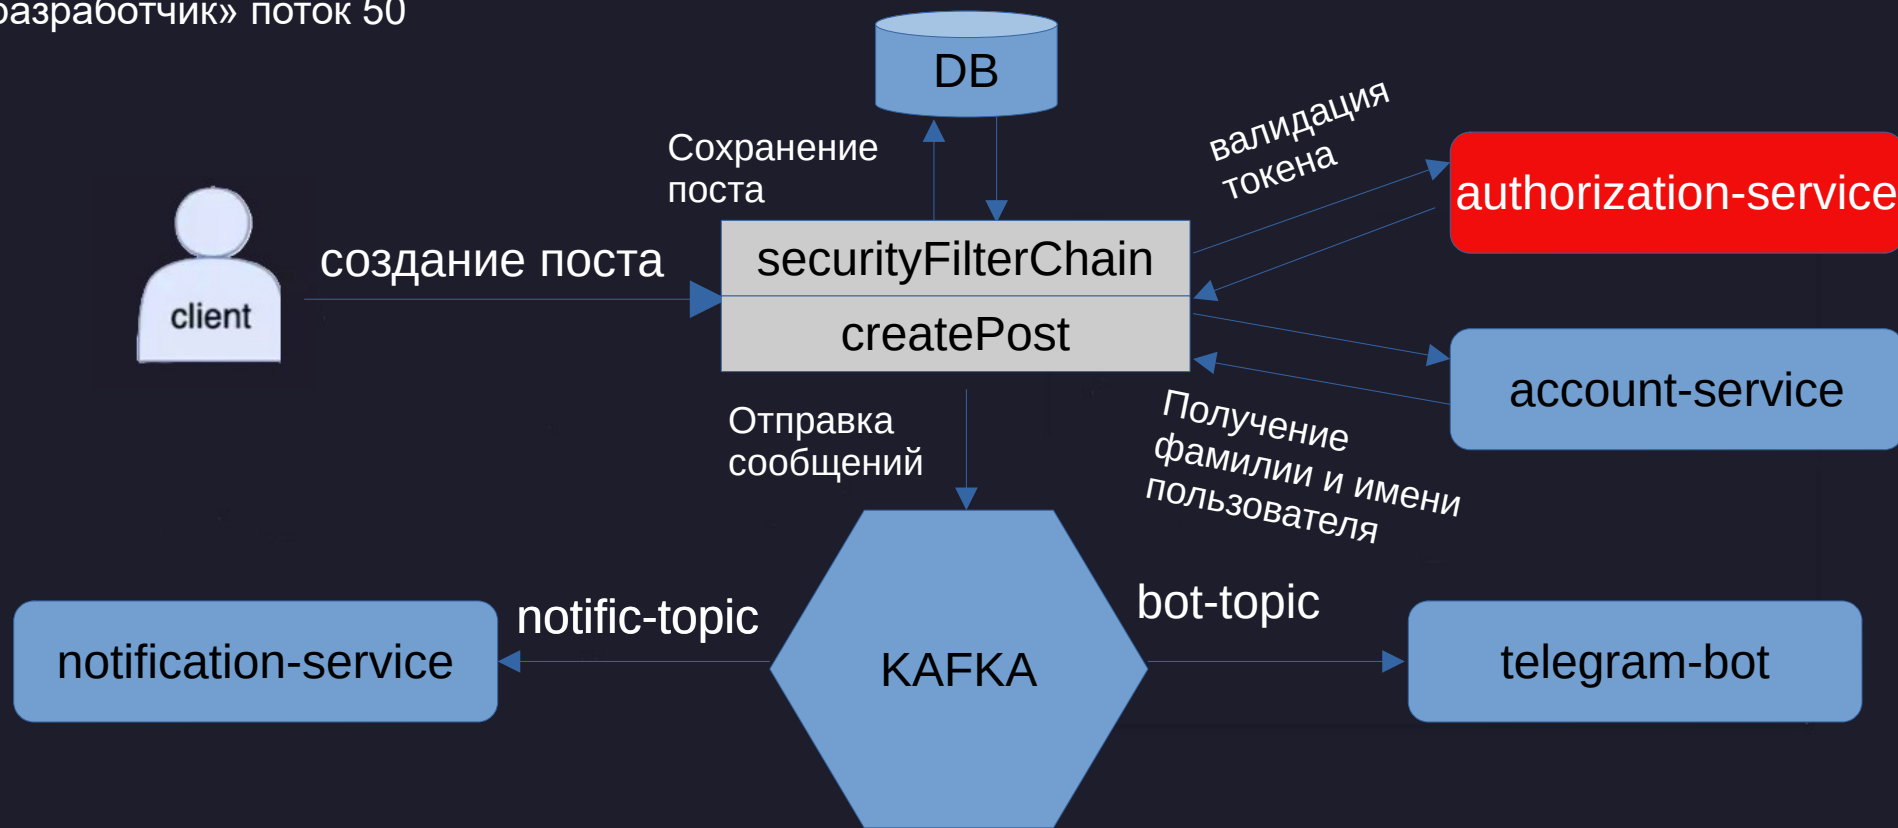 разработчик» поток 50
DB
Сохранение
поста
валидация
токена
authorization-service
создание поста
securityFilterChain
createPost
client
account-service
Получение
фамилии и имени
пользователя
Отправка
сообщений
notific-topic
bot-topic
notification-service
KAFKA
telegram-bot